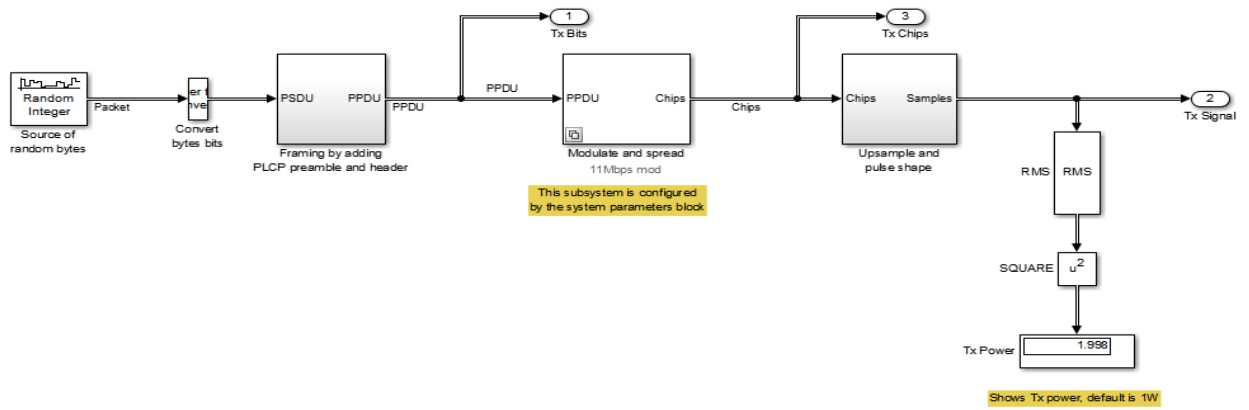 1
Tx Bits
3
Tx Chips
Random
Integer
Packet
Source of
random bytes
Convert
bytes bits
PSDU PPDU
PPDU
Framing by adding
PLCP preamble and header
PPDU
PPDU Chips
Chips
Modulate and spread
11Mbps mod
This subsystem is configured
by the system parameters block
Chips Samples
Upsample and
pulse shape
2
Tx Signal
RMS RMS
SQUARE u2
Tx Power 1.998
Shows Tx power, default is 1W